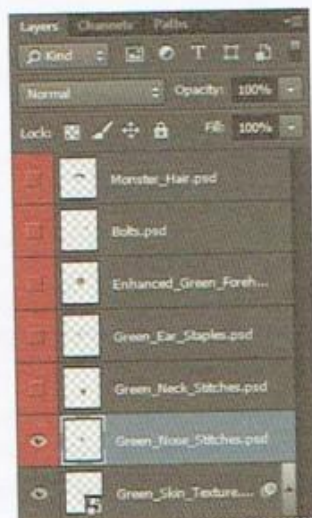 Layers Channels Paths
Kind
Normal Opacity: 100%
Lock: Fill: 100%
Monster_Hair.psd
Bolts.psd
Enhanced_Green_Foreh...
Green_Ear_Staples.psd
Green_Neck_Stitches.psd
Green_Nose_Stitches.psd
Green_Skin_Texture....